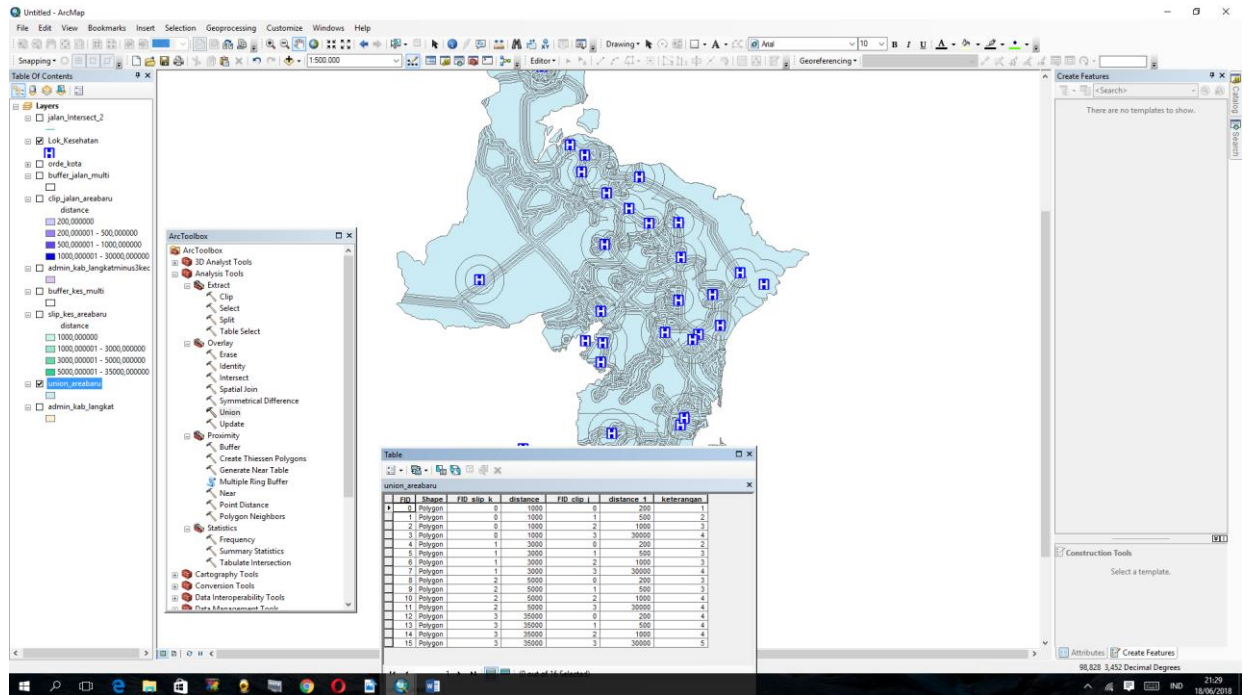 Untitled - ArcMap
File Edit View Bookmarks Insert Selection Geoprocessing Customize Windows Help
Drawing Arial 10 B I U A
Snapping 1:500.000 Editor Georeferencing
Table Of Contents
Layers
jalan_Intersect_2
Lok_Kesehatan
H
orde_kota
buffer_jalan_multi
clip_jalan_areabaru
distance
200,000000
200,000001 - 500,000000
500,000001 - 1000,000000
1000,000001 - 30000,000000
admin_kab_langkatminus3kec
buffer_kes_multi
slip_kes_areabaru
distance
1000,000000
1000,000001 - 3000,000000
3000,000001 - 5000,000000
5000,000001 - 35000,000000
union_areabaru
admin_kab_langkat
ArcToolbox
ArcToolbox
3D Analyst Tools
Analysis Tools
Extract
Clip
Select
Split
Table Select
Overlay
Erase
Identity
Intersect
Spatial Join
Symmetrical Difference
Union
Update
Proximity
Buffer
Create Thiessen Polygons
Generate Near Table
Multiple Ring Buffer
Near
Point Distance
Polygon Neighbors
Statistics
Frequency
Summary Statistics
Tabulate Intersection
Cartography Tools
Conversion Tools
Data Interoperability Tools
Data Management Tools
Table
union_areabaru
FID Shape FID_slip_k distance FID_clip_j distance_1 keterangan
0 Polygon 0 1000 0 200 1
1 Polygon 0 1000 1 500 2
2 Polygon 0 1000 2 1000 3
3 Polygon 0 1000 3 30000 4
4 Polygon 1 3000 0 200 2
5 Polygon 1 3000 1 500 3
6 Polygon 1 3000 2 1000 3
7 Polygon 1 3000 3 30000 4
8 Polygon 2 5000 0 200 3
9 Polygon 2 5000 1 500 3
10 Polygon 2 5000 2 1000 4
11 Polygon 2 5000 3 30000 4
12 Polygon 3 35000 0 200 4
13 Polygon 3 35000 1 500 4
14 Polygon 3 35000 2 1000 4
15 Polygon 3 35000 3 30000 5
(0 out of 16 Selected)
Create Features
<Search>
There are no templates to show.
Construction Tools
Select a template.
Attributes Create Features
Catalog
Search
98,828 3,452 Decimal Degrees
IND
21:29
18/06/2018